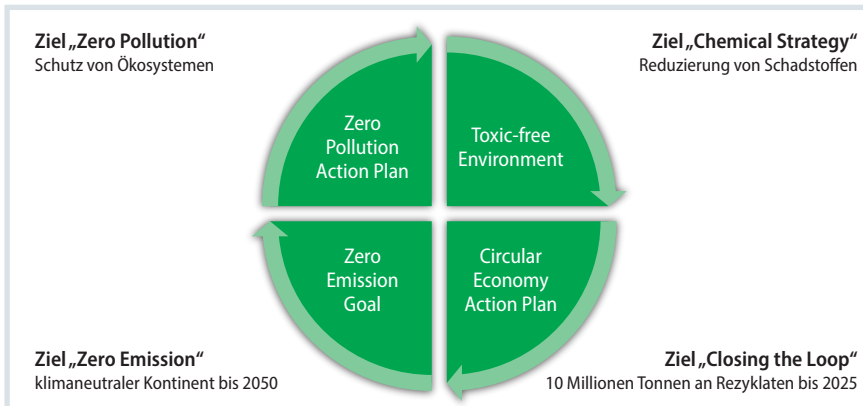 Ziel „Zero Pollution“
Schutz von Ökosystemen
Ziel „Chemical Strategy“
Reduzierung von Schadstoffen
Zero
Pollution
Action Plan
Toxic-free
Environment
Zero
Emission
Goal
Circular
Economy
Action Plan
Ziel „Zero Emission“
klimaneutraler Kontinent bis 2050
Ziel „Closing the Loop“
10 Millionen Tonnen an Rezyklaten bis 2025